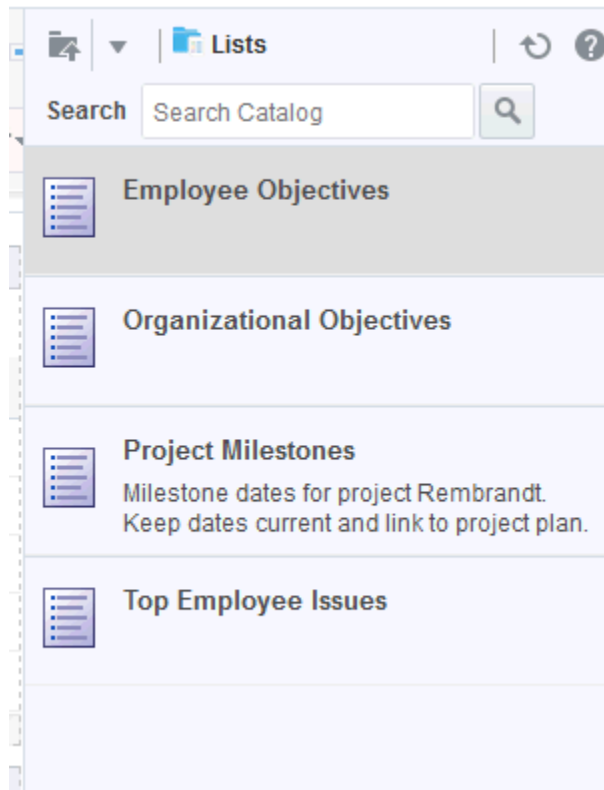 Lists
Search Search Catalog
Employee Objectives
Organizational Objectives
Project Milestones
Milestone dates for project Rembrandt.
Keep dates current and link to project plan.
Top Employee Issues